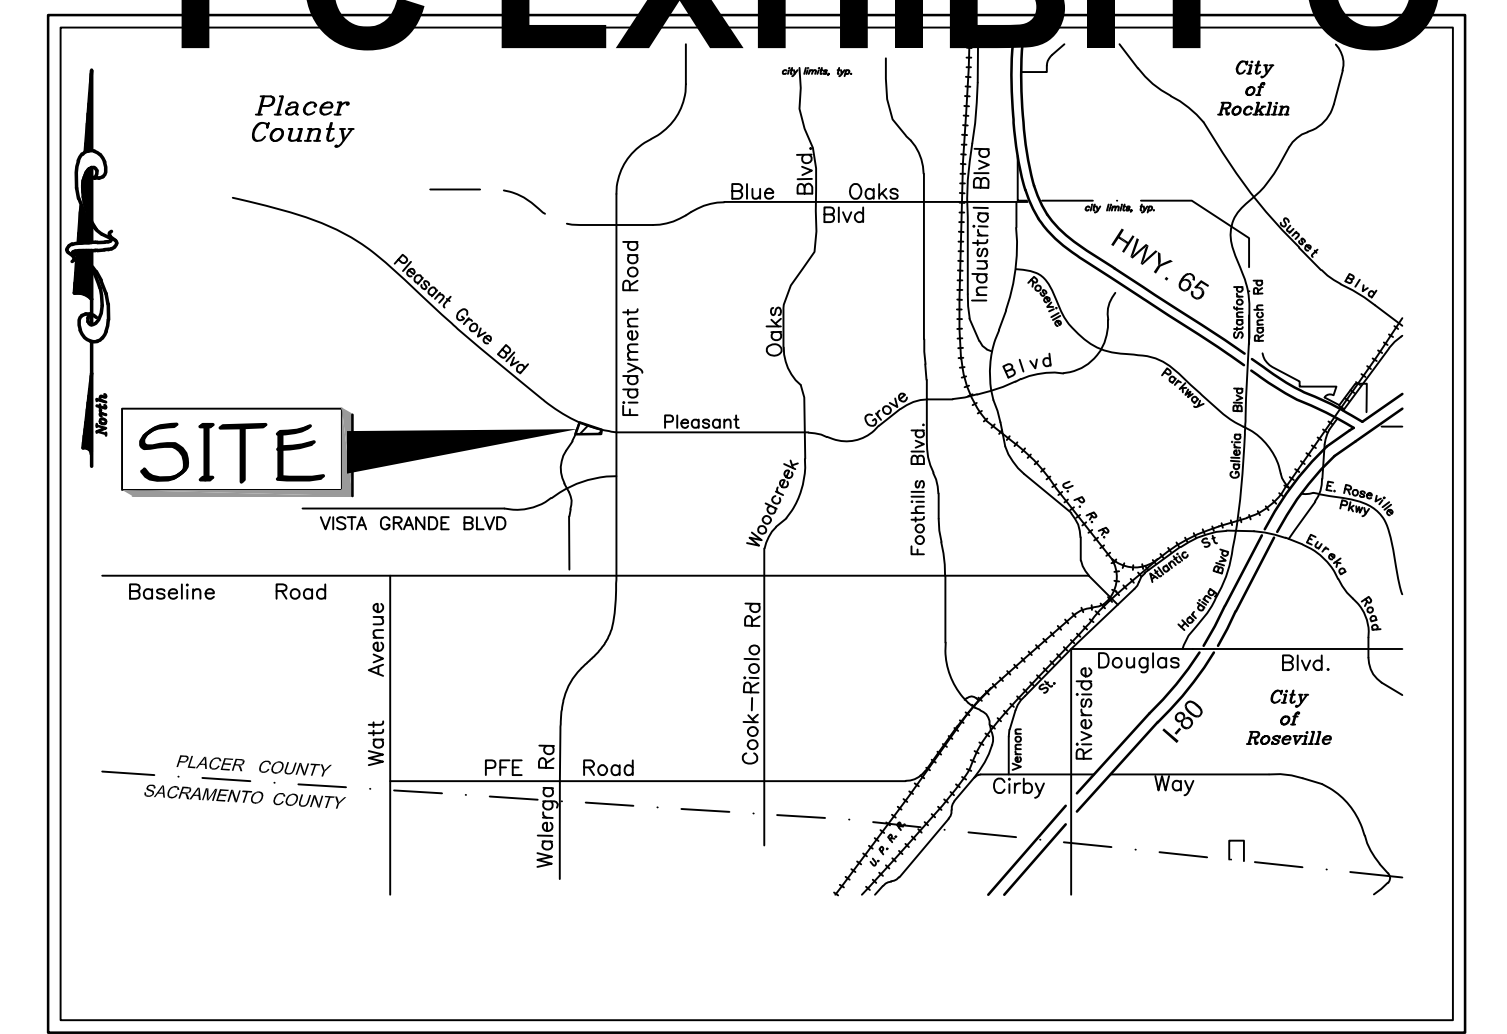 PC EXHIBIT C
Placer
County
city limits, typ.
City
of
Rocklin
Blue Oaks
Blvd
Blvd.
Oaks
Woodcreek
Industrial Blvd
city limits, typ.
HWY. 65
Sunset Blvd
Stanford
Ranch Rd
Pleasant Grove Blvd
Fiddyment Road
Roseville Parkway
North
SITE
Pleasant Grove Blvd
Foothills Blvd.
Galleria Blvd
U. P. R. R.
E. Roseville
Pkwy
VISTA GRANDE BLVD
Atlantic St
Eureka Road
Harding Blvd
Baseline Road
Watt Avenue
Cook-Riolo Rd
Douglas Blvd.
Riverside
Vernon St.
I-80
City
of
Roseville
PLACER COUNTY
SACRAMENTO COUNTY
PFE Road
Walerga Rd
Cirby Way
U. P. R. R.